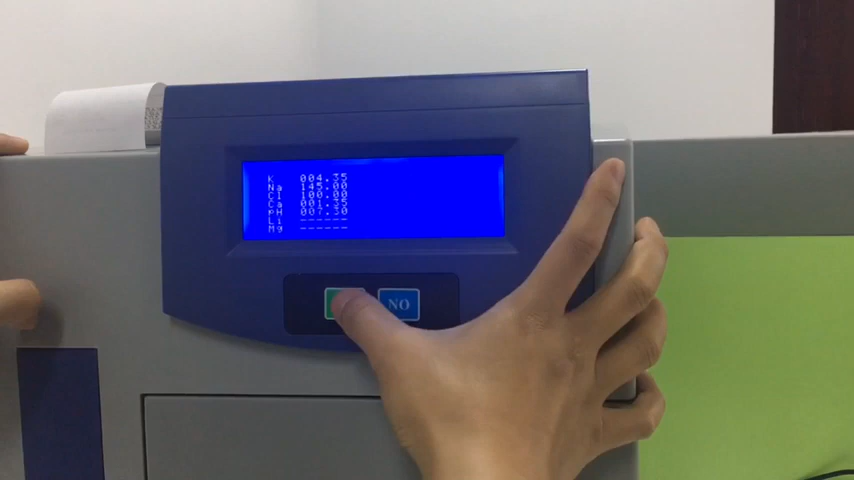 K 004.35
Na 145.00
Cl 100.00
Ca 001.35
pH 007.30
Li ------
Mg ------
NO